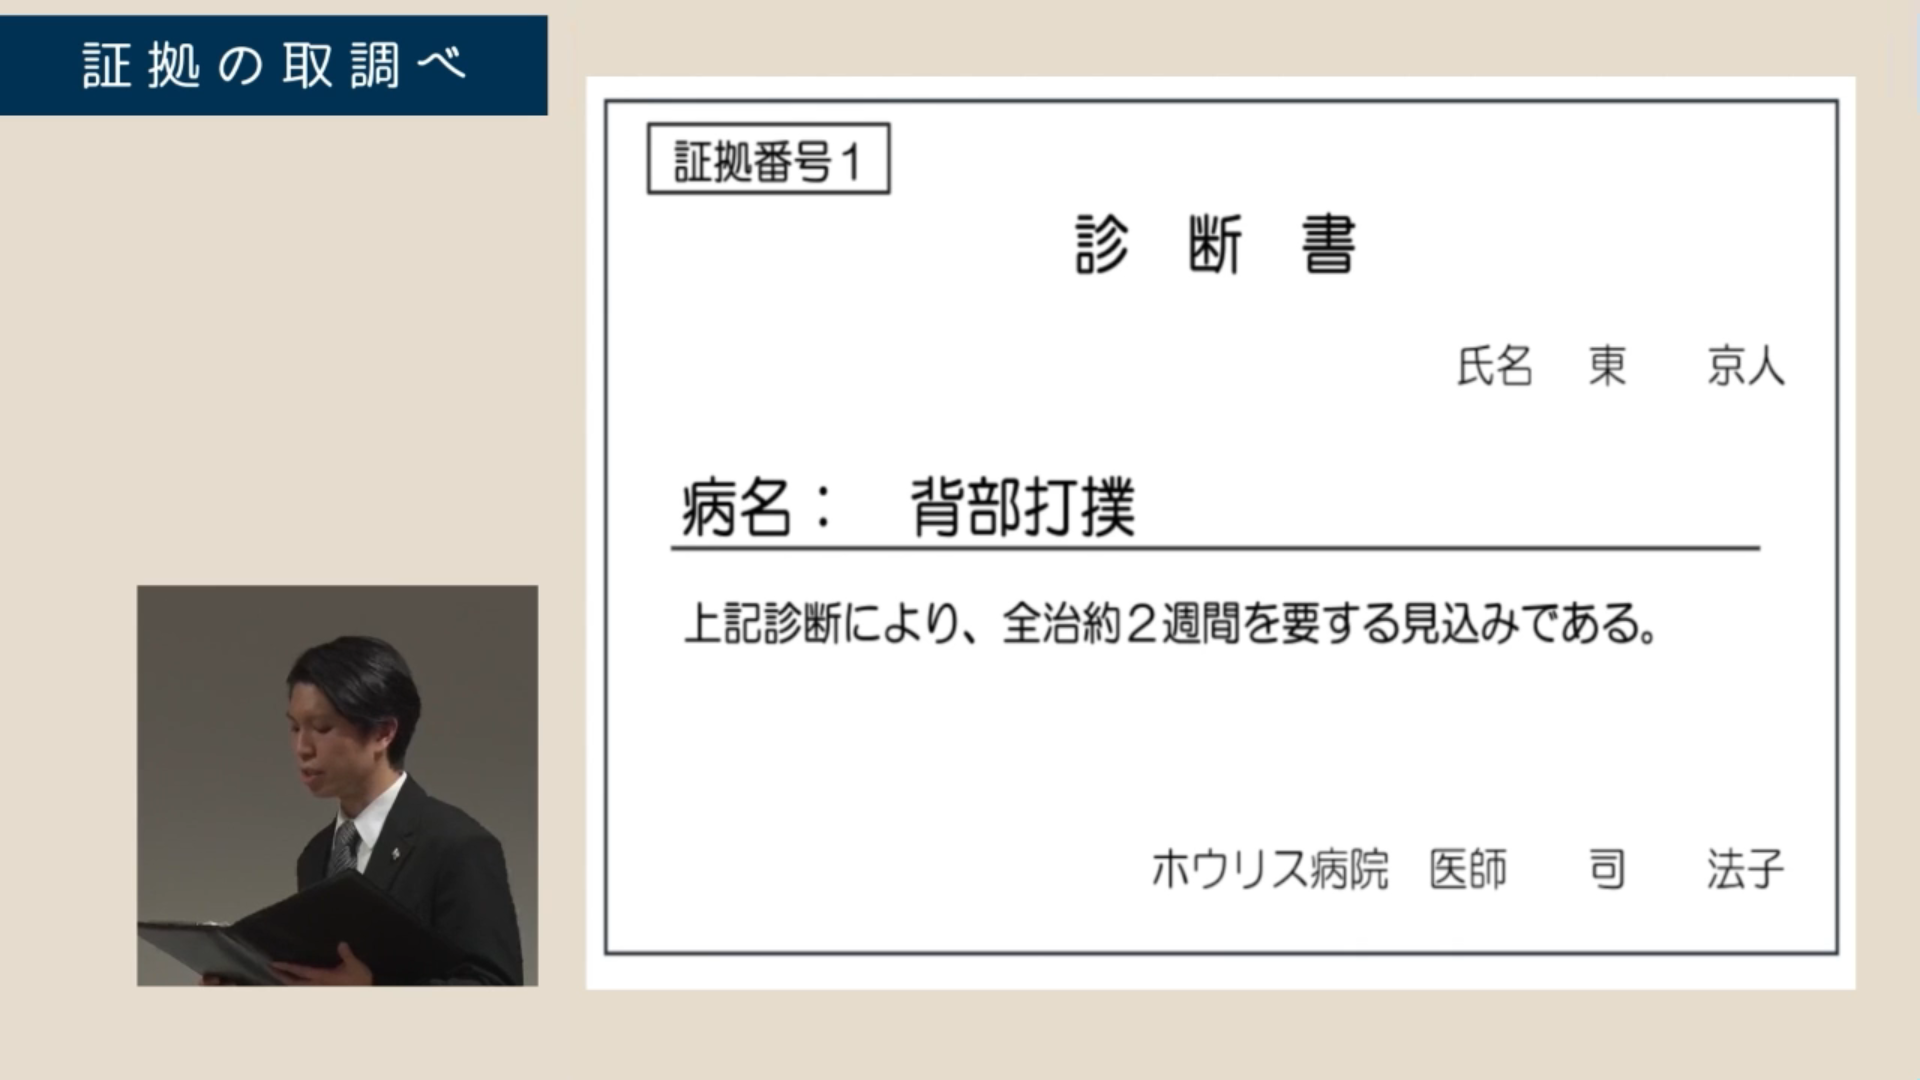 証拠の取調べ
証拠番号1
診断書
氏名 東 京人
病名: 背部打撲
上記診断により、全治約2週間を要する見込みである。
ホウリス病院 医師 司 法子